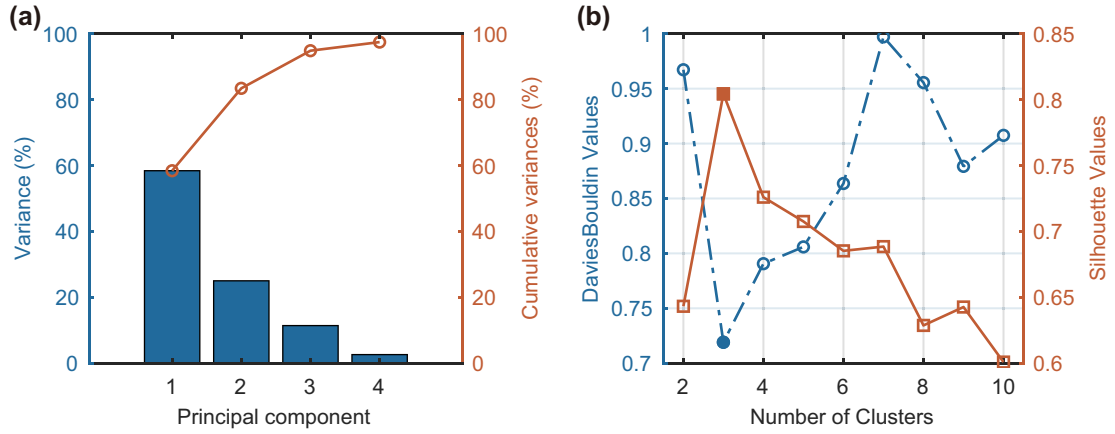 (a)
100
80
60
40
20
0
Variance (%)
100
80
60
40
20
0
Cumulative variances (%)
1 2 3 4
Principal component
(b)
1
0.95
0.9
0.85
0.8
0.75
0.7
DaviesBouldin Values
0.85
0.8
0.75
0.7
0.65
0.6
Silhouette Values
2 4 6 8 10
Number of Clusters